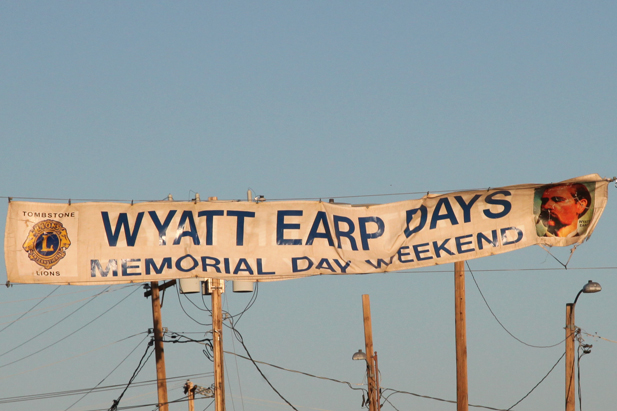 TOMBSTONE
L
LIONS
WYATT EARP DAYS
MEMORIAL DAY WEEKEND